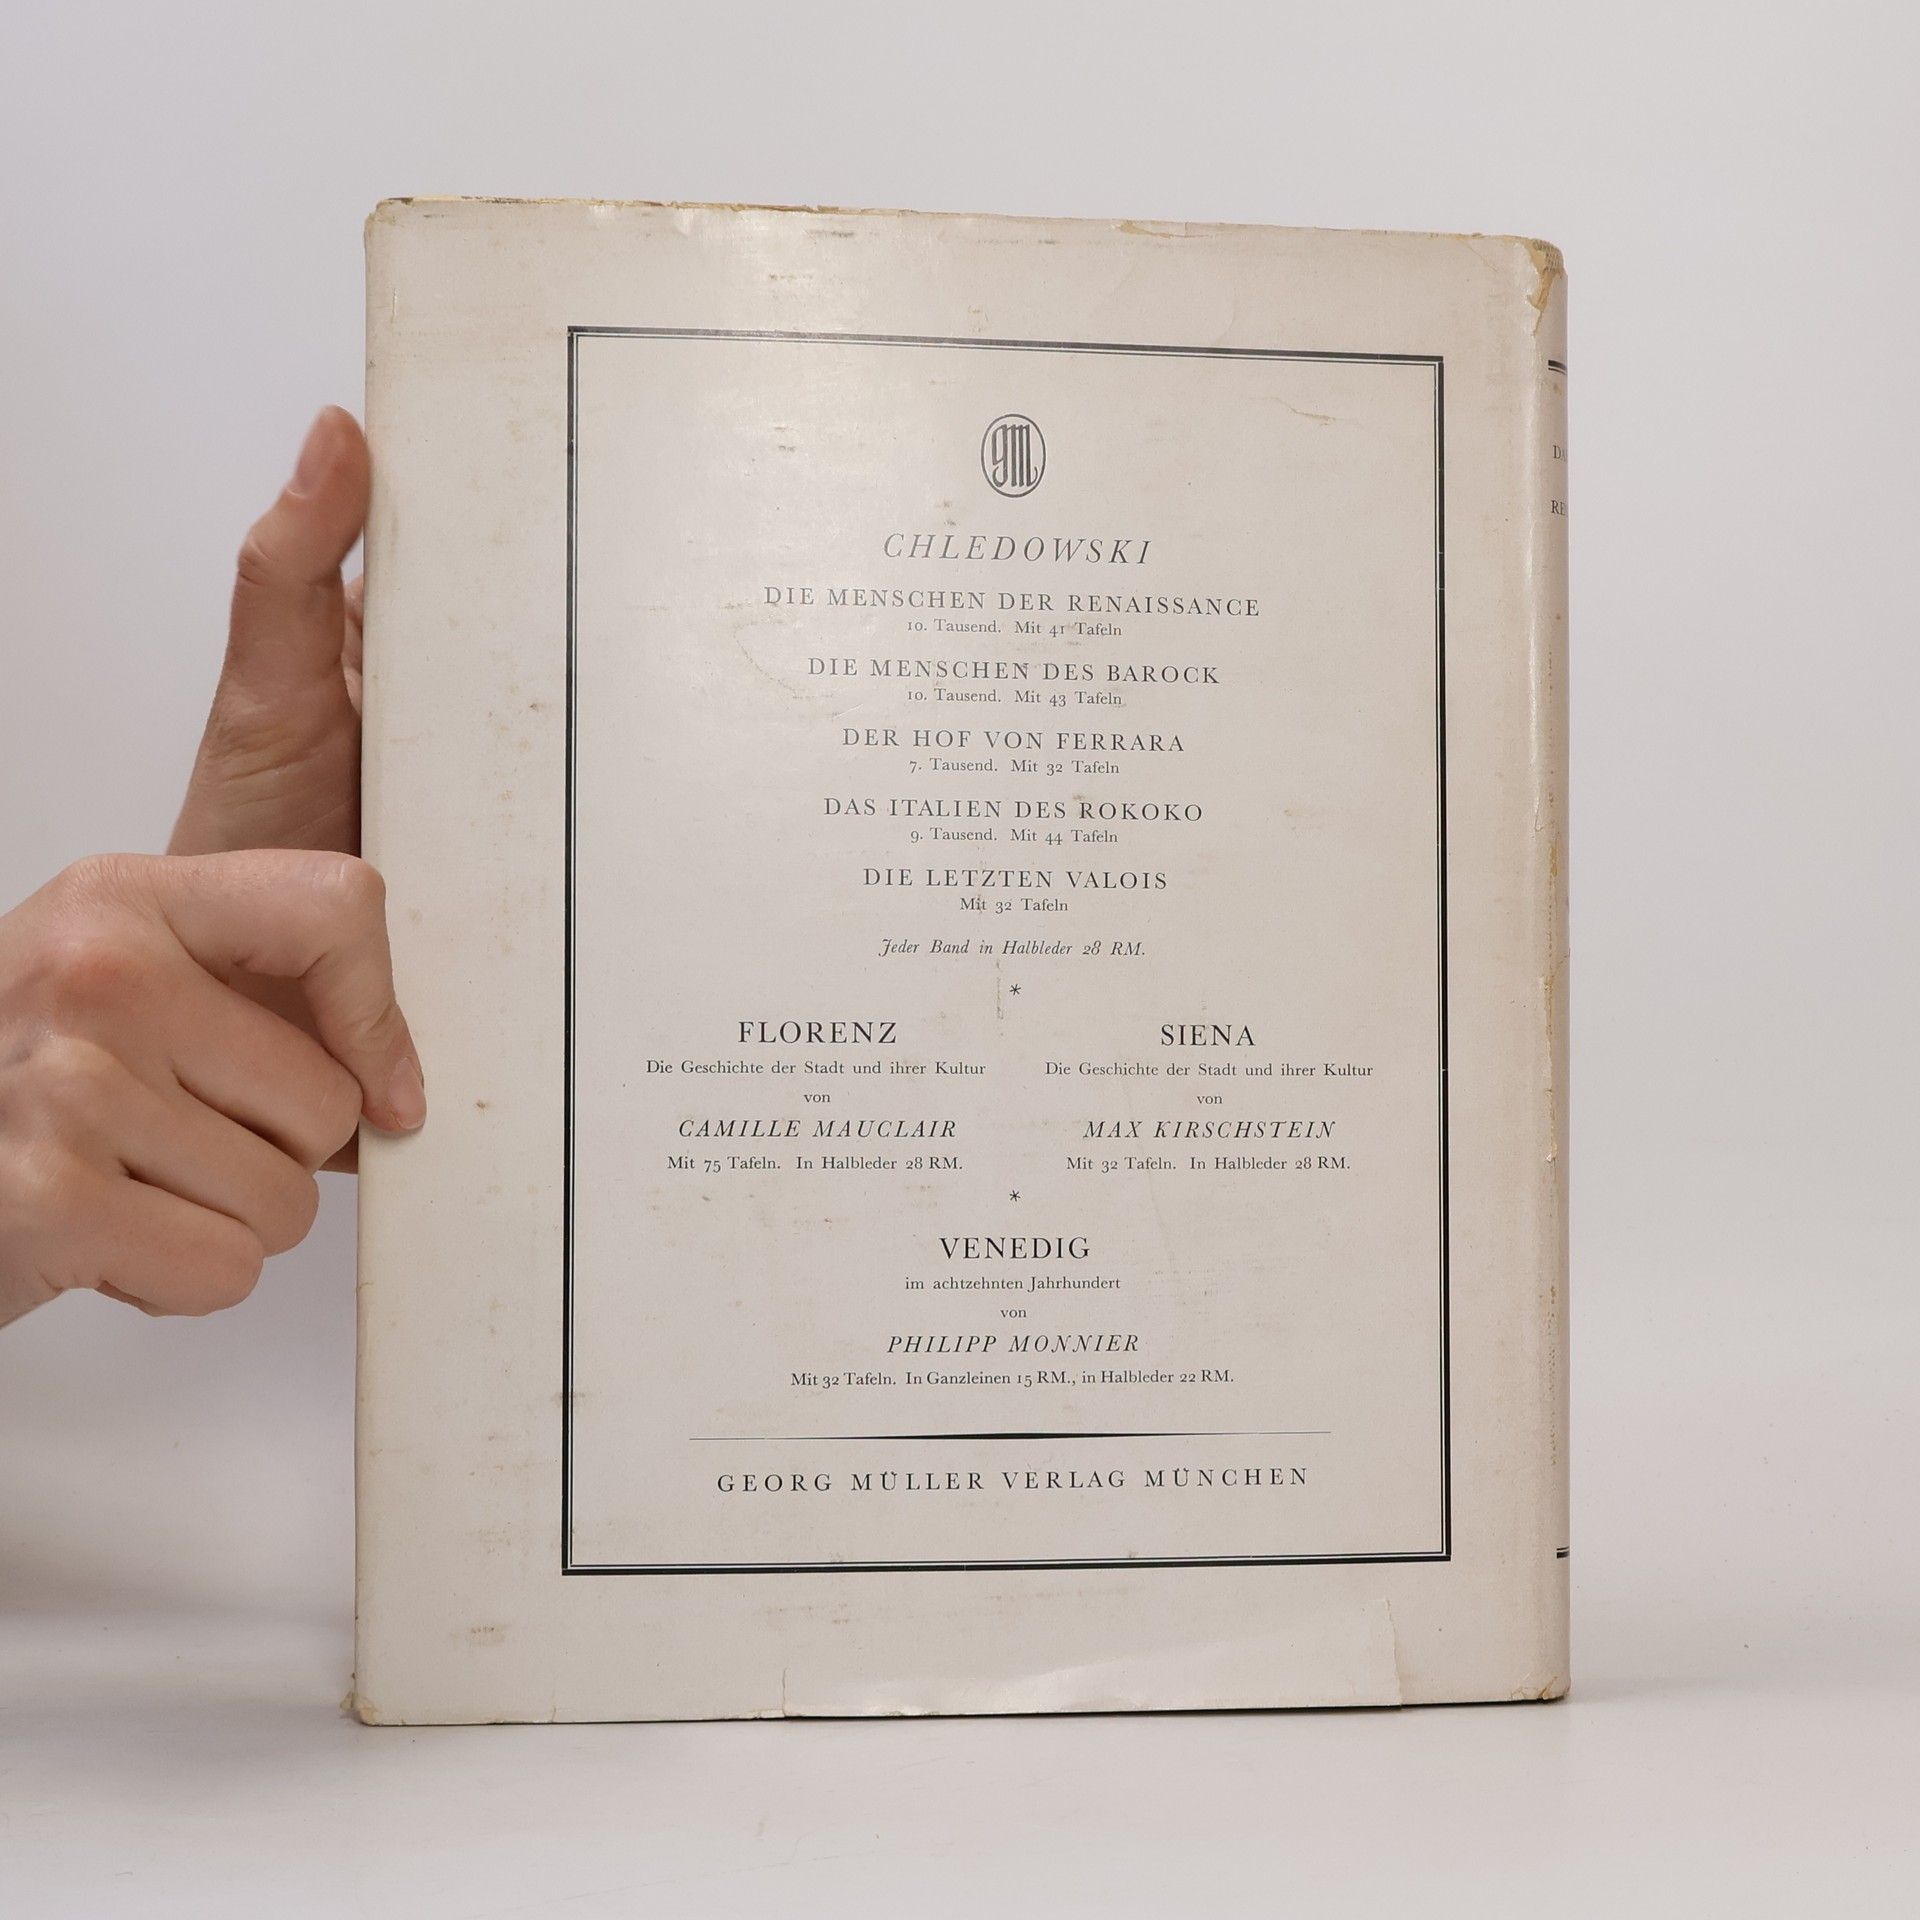 gm
CHLEDOWSKI
DIE MENSCHEN DER RENAISSANCE
10. Tausend. Mit 41 Tafeln
DIE MENSCHEN DES BAROCK
10. Tausend. Mit 43 Tafeln
DER HOF VON FERRARA
7. Tausend. Mit 32 Tafeln
DAS ITALIEN DES ROKOKO
9. Tausend. Mit 44 Tafeln
DIE LETZTEN VALOIS
Mit 32 Tafeln
Jeder Band in Halbleder 28 RM.
*
FLORENZ
Die Geschichte der Stadt und ihrer Kultur
von
CAMILLE MAUCLAIR
Mit 75 Tafeln. In Halbleder 28 RM.
SIENA
Die Geschichte der Stadt und ihrer Kultur
von
MAX KIRSCHSTEIN
Mit 32 Tafeln. In Halbleder 28 RM.
*
VENEDIG
im achtzehnten Jahrhundert
von
PHILIPP MONNIER
Mit 32 Tafeln. In Ganzleinen 15 RM., in Halbleder 22 RM.
GEORG MÜLLER VERLAG MÜNCHEN